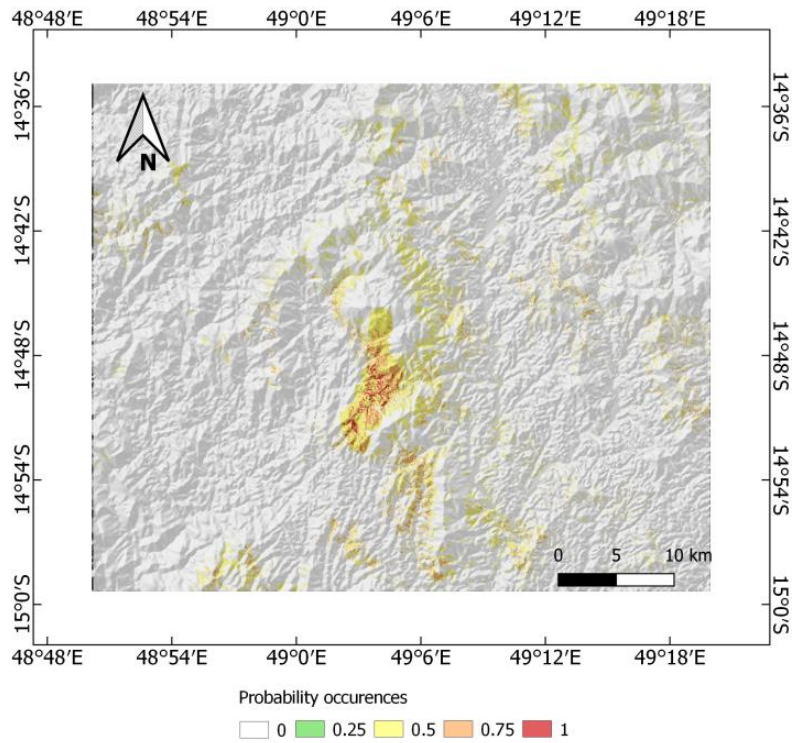 48°48′E 48°54′E 49°0′E 49°6′E 49°12′E 49°18′E
14°36′S 14°36′S
N
14°42′S 14°42′S
14°48′S 14°48′S
14°54′S 14°54′S
0 5 10 km
15°0′S 15°0′S
48°48′E 48°54′E 49°0′E 49°6′E 49°12′E 49°18′E
Probability occurences
0 0.25 0.5 0.75 1